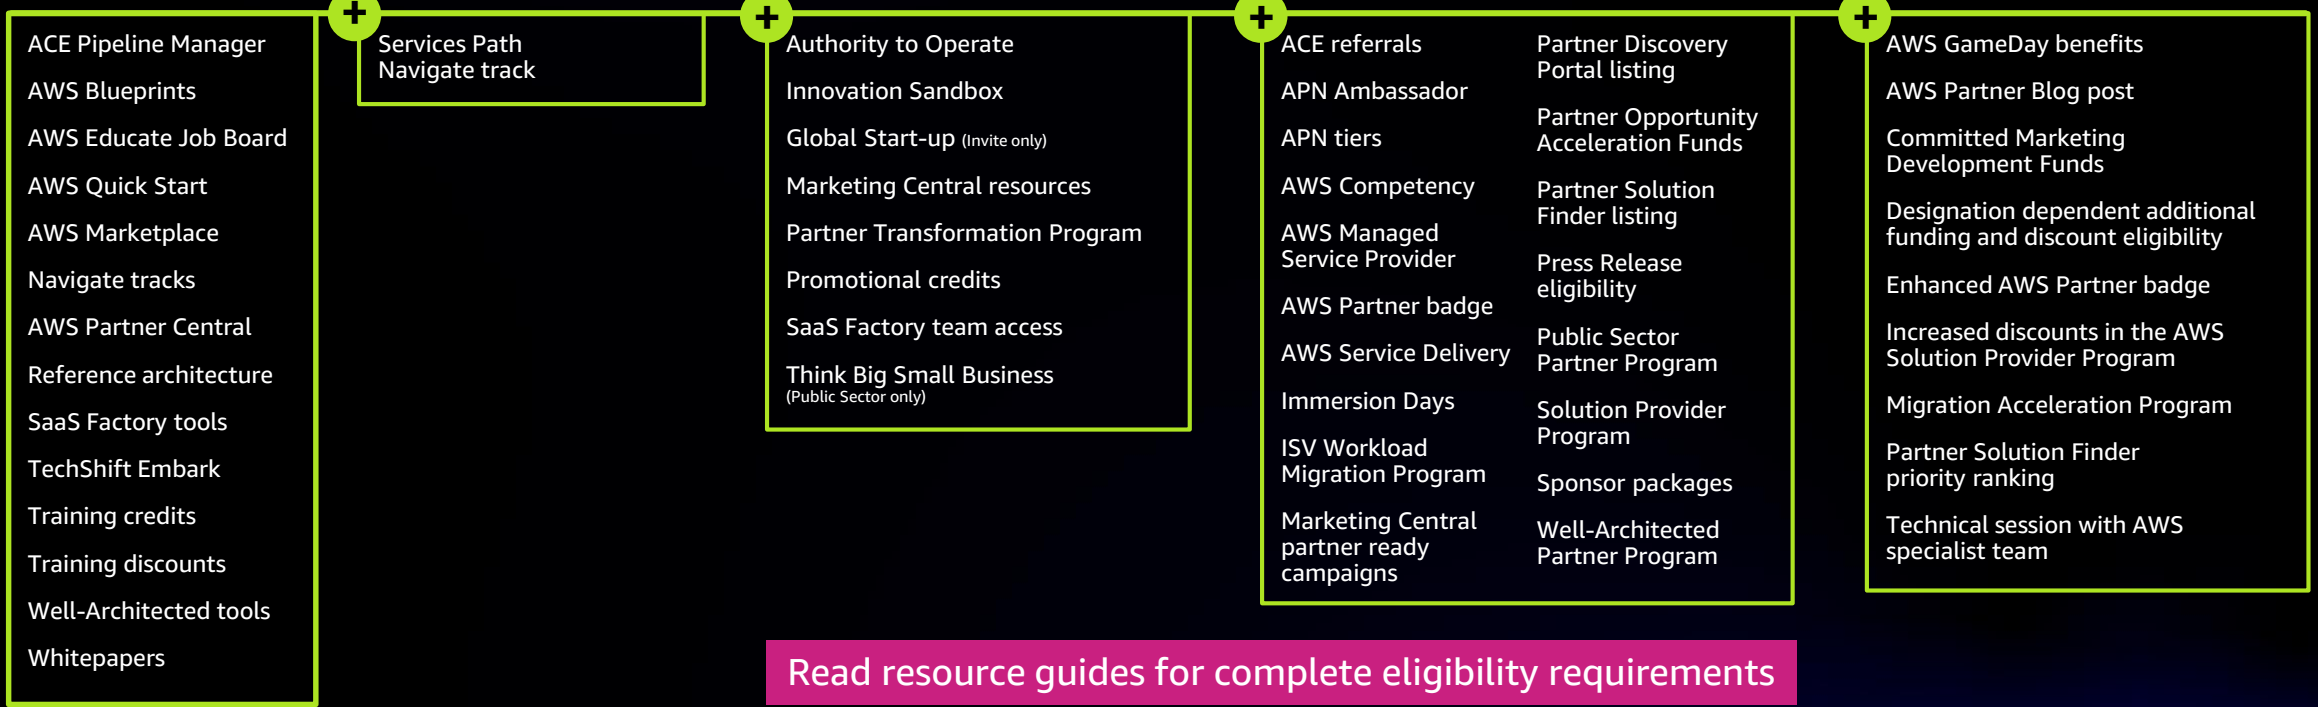 ACE Pipeline Manager
AWS Blueprints
AWS Educate Job Board
AWS Quick Start
AWS Marketplace
Navigate tracks
AWS Partner Central
Reference architecture
SaaS Factory tools
TechShift Embark
Training credits
Training discounts
Well-Architected tools
Whitepapers
+
Services Path
Navigate track
+
Authority to Operate
Innovation Sandbox
Global Start-up (Invite only)
Marketing Central resources
Partner Transformation Program
Promotional credits
SaaS Factory team access
Think Big Small Business
(Public Sector only)
+
ACE referrals
APN Ambassador
APN tiers
AWS Competency
AWS Managed
Service Provider
AWS Partner badge
AWS Service Delivery
Immersion Days
ISV Workload
Migration Program
Marketing Central
partner ready
campaigns
Partner Discovery
Portal listing
Partner Opportunity
Acceleration Funds
Partner Solution
Finder listing
Press Release
eligibility
Public Sector
Partner Program
Solution Provider
Program
Sponsor packages
Well-Architected
Partner Program
+
AWS GameDay benefits
AWS Partner Blog post
Committed Marketing
Development Funds
Designation dependent additional
funding and discount eligibility
Enhanced AWS Partner badge
Increased discounts in the AWS
Solution Provider Program
Migration Acceleration Program
Partner Solution Finder
priority ranking
Technical session with AWS
specialist team
Read resource guides for complete eligibility requirements